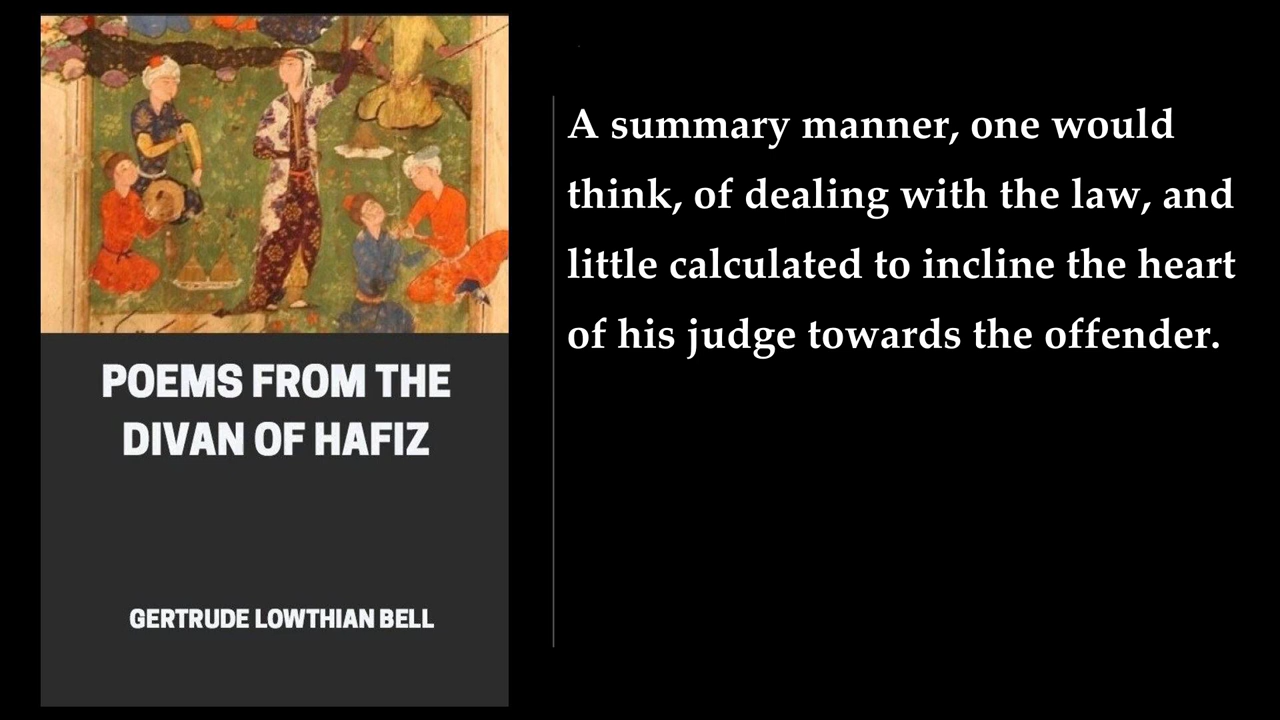 POEMS FROM THE
DIVAN OF HAFIZ
GERTRUDE LOWTHIAN BELL
A summary manner, one would
think, of dealing with the law, and
little calculated to incline the heart
of his judge towards the offender.